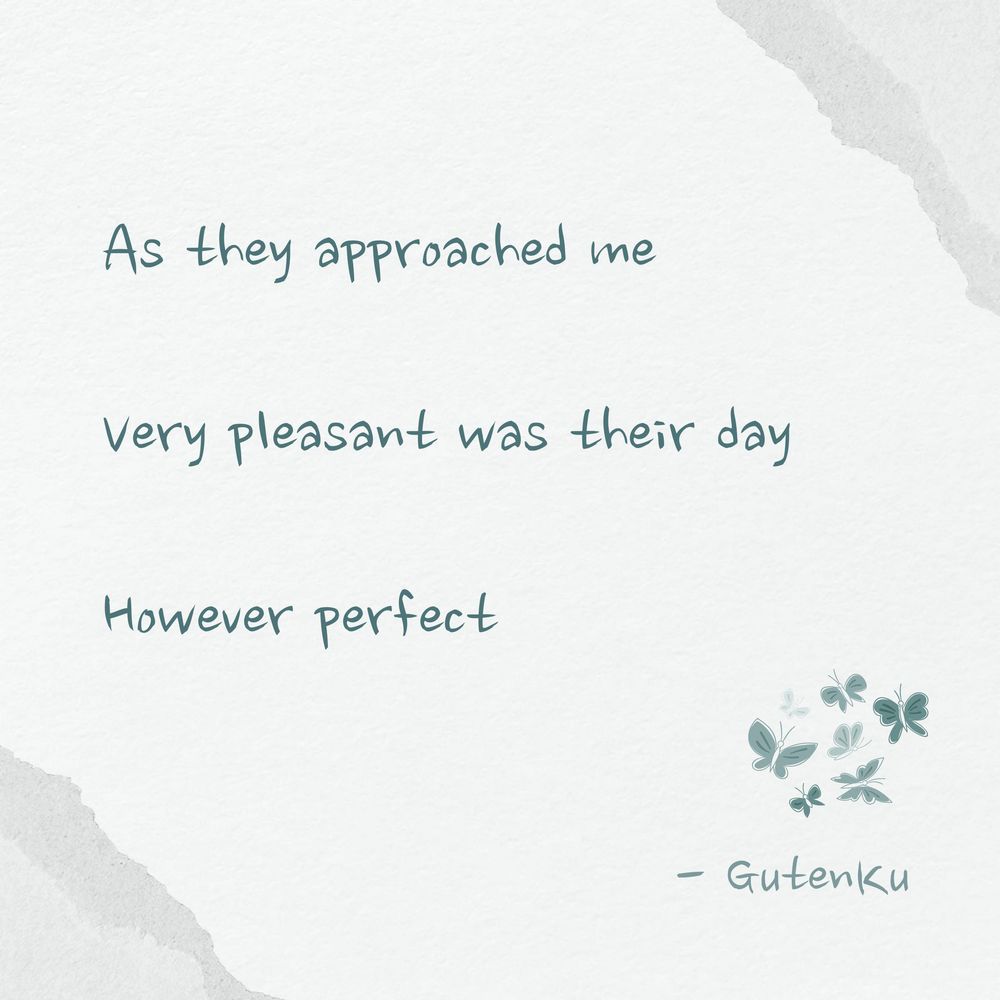 As they approached me
Very pleasant was their day
However perfect
- GutenKu